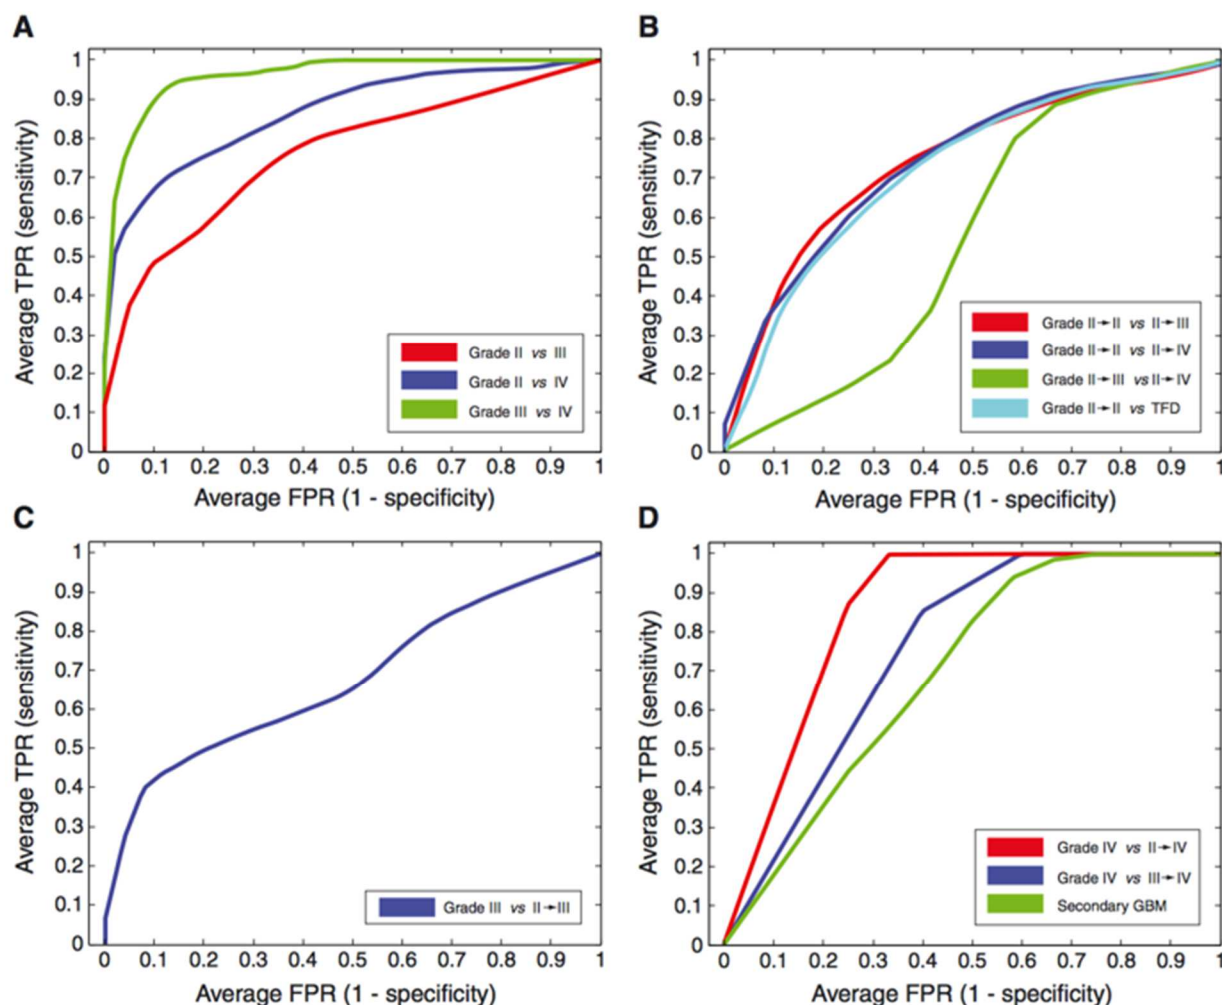 A
Average TPR (sensitivity)
1
0.9
0.8
0.7
0.6
0.5
0.4
0.3
0.2
0.1
0
Grade II vs III
Grade II vs IV
Grade III vs IV
0 0.1 0.2 0.3 0.4 0.5 0.6 0.7 0.8 0.9 1
Average FPR (1 - specificity)
B
Average TPR (sensitivity)
1
0.9
0.8
0.7
0.6
0.5
0.4
0.3
0.2
0.1
0
Grade II→II vs II→III
Grade II→II vs II→IV
Grade II→III vs II→IV
Grade II→II vs TFD
0 0.1 0.2 0.3 0.4 0.5 0.6 0.7 0.8 0.9 1
Average FPR (1 - specificity)
C
Average TPR (sensitivity)
1
0.9
0.8
0.7
0.6
0.5
0.4
0.3
0.2
0.1
0
Grade III vs II→III
0 0.1 0.2 0.3 0.4 0.5 0.6 0.7 0.8 0.9 1
Average FPR (1 - specificity)
D
Average TPR (sensitivity)
1
0.9
0.8
0.7
0.6
0.5
0.4
0.3
0.2
0.1
0
Grade IV vs II→IV
Grade IV vs III→IV
Secondary GBM
0 0.1 0.2 0.3 0.4 0.5 0.6 0.7 0.8 0.9 1
Average FPR (1 - specificity)